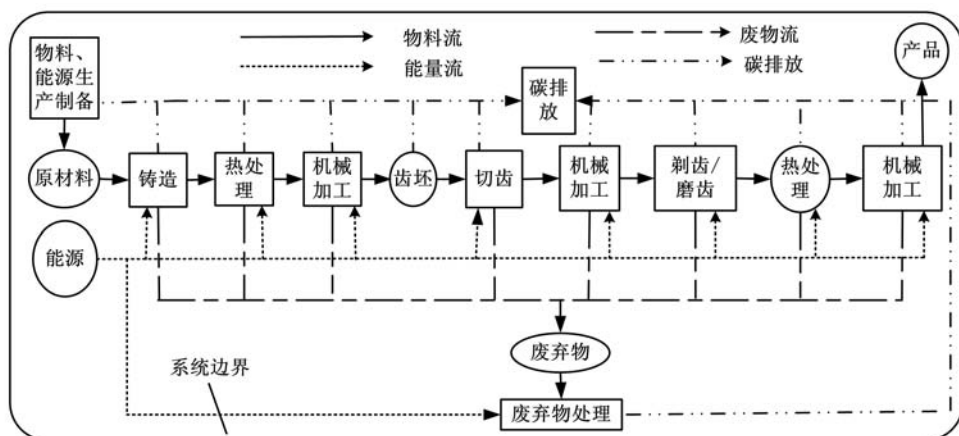 物料、
能源生
产制备
物料流
能量流
废物流
碳排放
产品
碳排
放
原材料
铸造
热处
理
机械
加工
齿坯
切齿
机械
加工
剃齿/
磨齿
热处
理
机械
加工
能源
废弃物
系统边界
废弃物处理